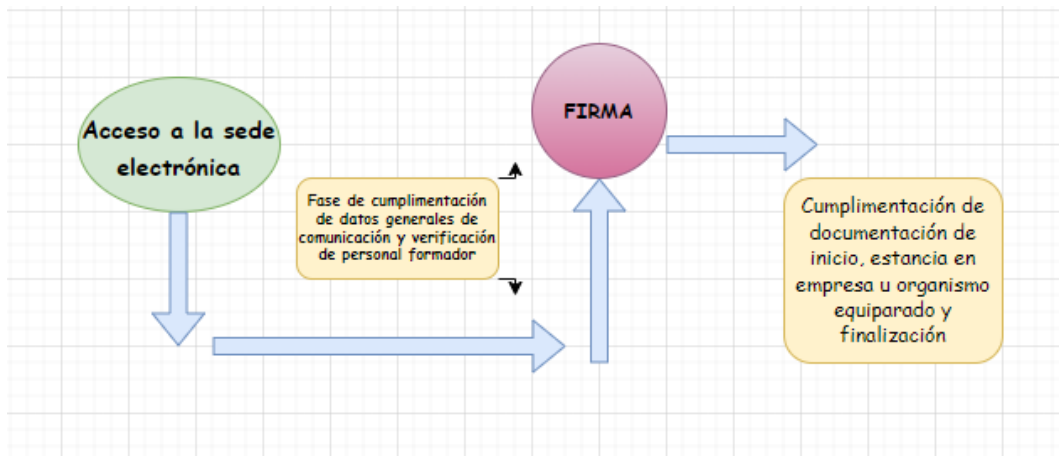 Acceso a la sede
electrónica
Fase de cumplimentación
de datos generales de
comunicación y verificación
de personal formador
FIRMA
Cumplimentación de
documentación de
inicio, estancia en
empresa u organismo
equiparado y
finalización